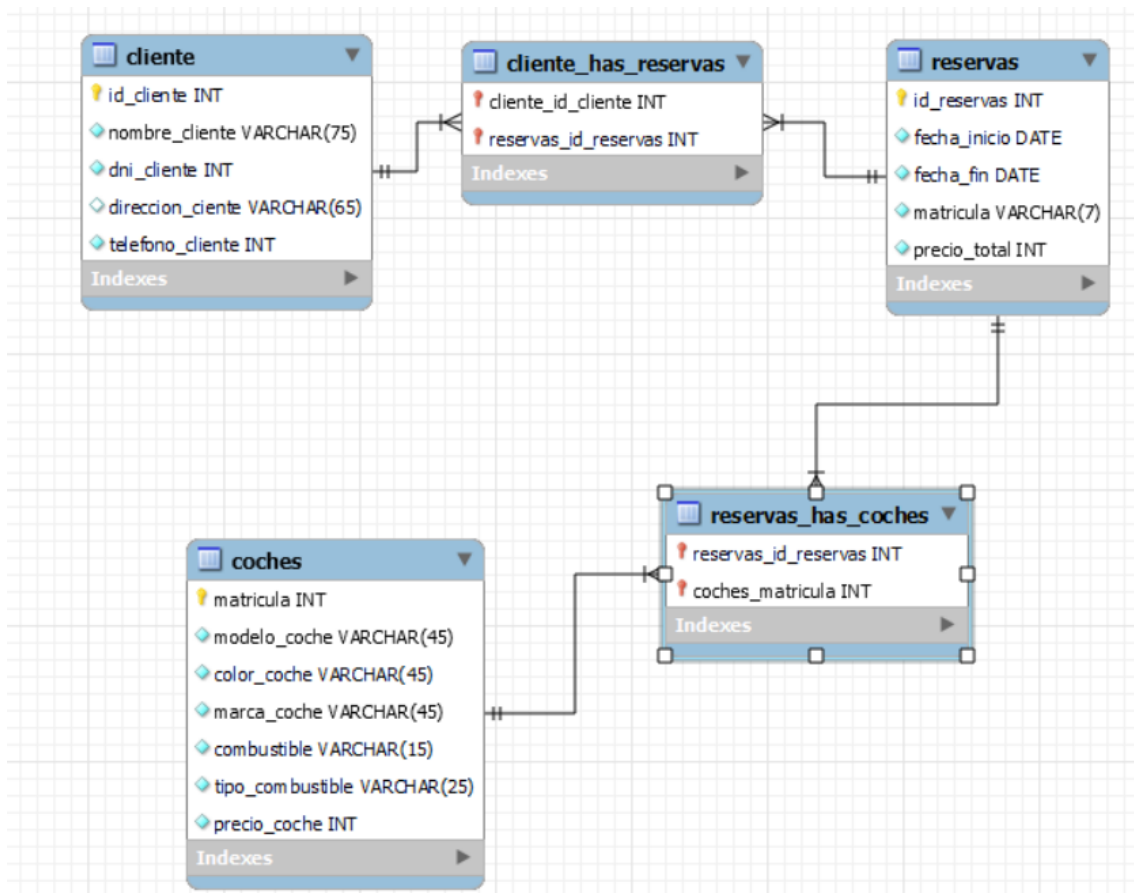 cliente
id_cliente INT
nombre_cliente VARCHAR(75)
dni_cliente INT
direccion_ciente VARCHAR(65)
telefono_cliente INT
Indexes
cliente_has_reservas
cliente_id_cliente INT
reservas_id_reservas INT
Indexes
reservas
id_reservas INT
fecha_inicio DATE
fecha_fin DATE
matricula VARCHAR(7)
precio_total INT
Indexes
reservas_has_coches
reservas_id_reservas INT
coches_matricula INT
Indexes
coches
matricula INT
modelo_coche VARCHAR(45)
color_coche VARCHAR(45)
marca_coche VARCHAR(45)
combustible VARCHAR(15)
tipo_combustible VARCHAR(25)
precio_coche INT
Indexes